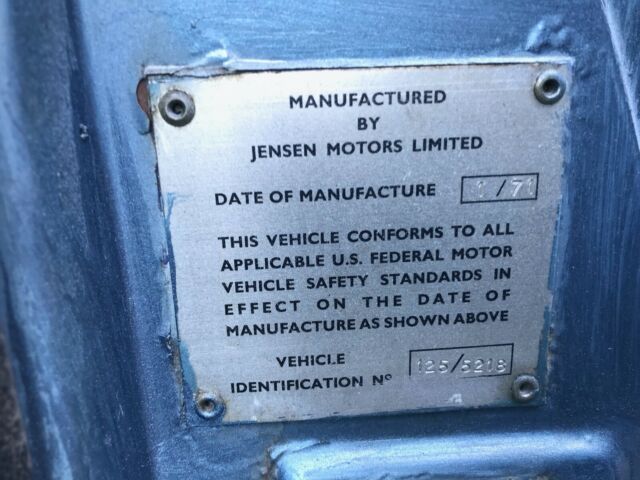 MANUFACTURED
BY
JENSEN MOTORS LIMITED
DATE OF MANUFACTURE 1/71
THIS VEHICLE CONFORMS TO ALL
APPLICABLE U.S. FEDERAL MOTOR
VEHICLE SAFETY STANDARDS IN
EFFECT ON THE DATE OF
MANUFACTURE AS SHOWN ABOVE
VEHICLE
IDENTIFICATION Nº 125/5218